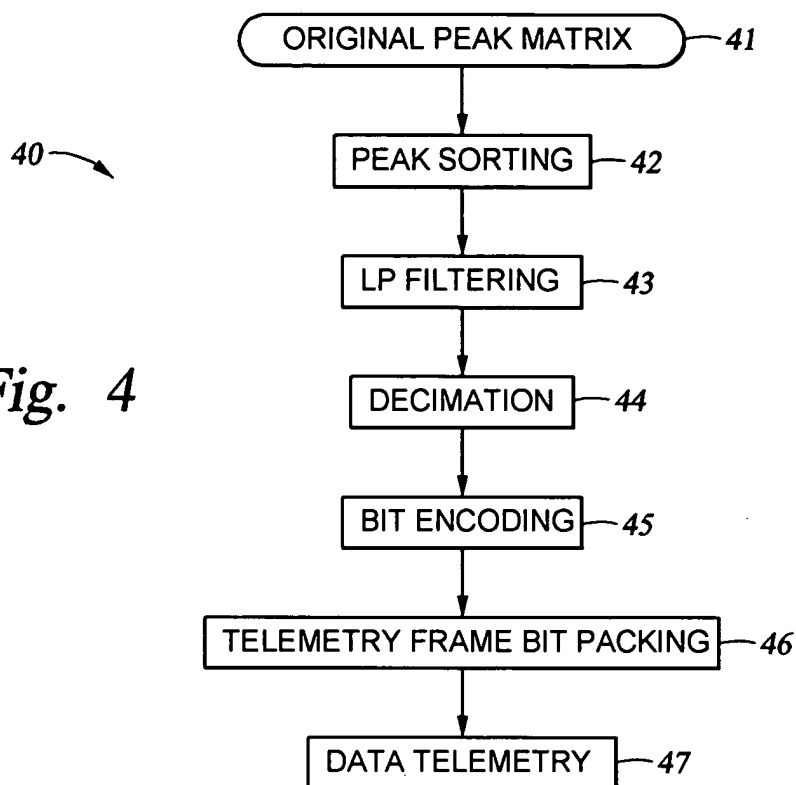 ORIGINAL PEAK MATRIX 41
40
PEAK SORTING 42
LP FILTERING 43
Fig. 4
DECIMATION 44
BIT ENCODING 45
TELEMETRY FRAME BIT PACKING 46
DATA TELEMETRY 47